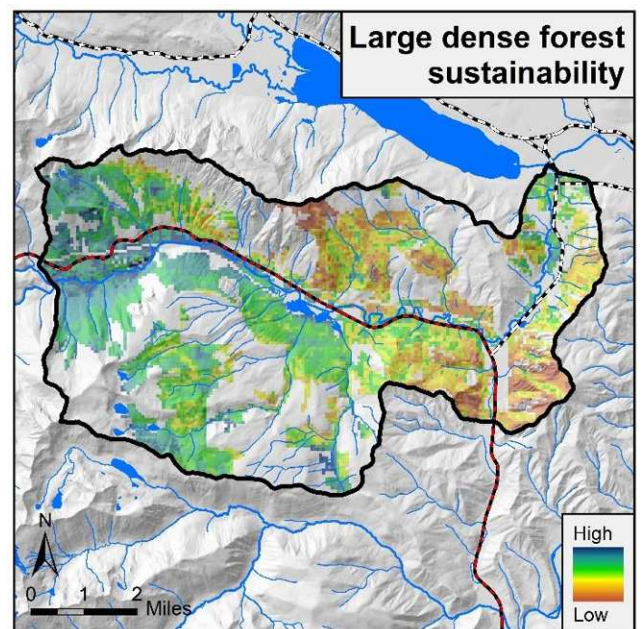 Large dense forest
sustainability
N
0 1 2
Miles
High
Low